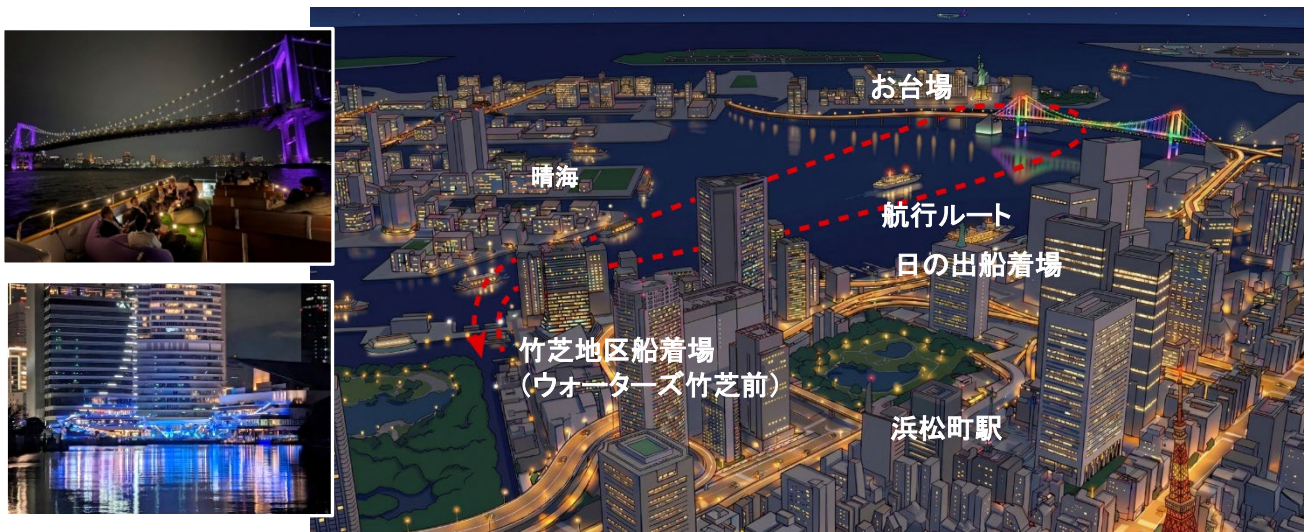 お台場
晴海
航行ルート
日の出船着場
竹芝地区船着場
（ウォーターズ竹芝前）
浜松町駅